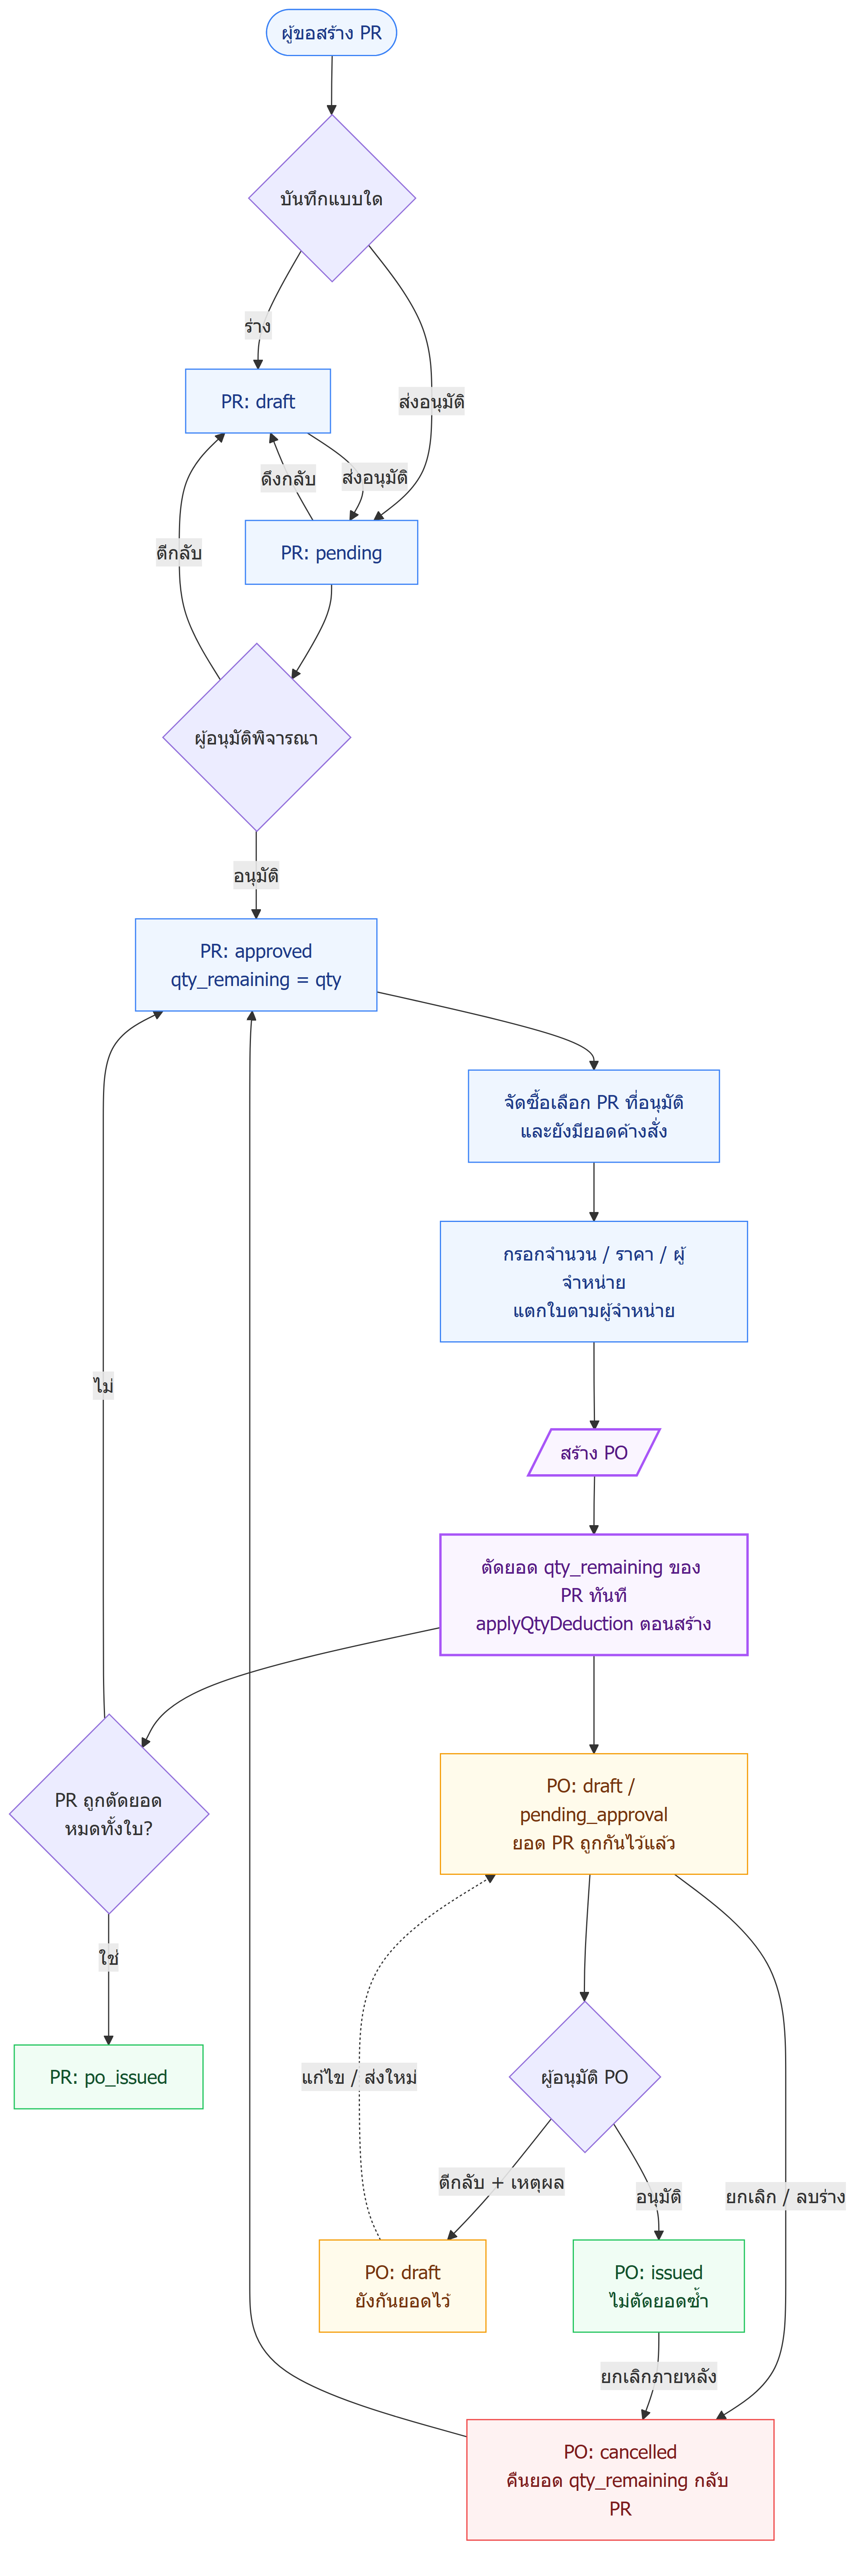 ผู้ขอสร้าง PR
บันทึกแบบใด
ร่าง
ส่งอนุมัติ
PR: draft
ดึงกลับ
ส่งอนุมัติ
ตีกลับ
PR: pending
ผู้อนุมัติพิจารณา
อนุมัติ
PR: approved
qty_remaining = qty
จัดซื้อเลือก PR ที่อนุมัติ
และยังมียอดค้างสั่ง
กรอกจำนวน / ราคา / ผู้
จำหน่าย
แตกใบตามผู้จำหน่าย
ไม่
สร้าง PO
ตัดยอด qty_remaining ของ
PR ทันที
applyQtyDeduction ตอนสร้าง
PR ถูกตัดยอด
หมดทั้งใบ?
PO: draft /
pending_approval
ยอด PR ถูกกันไว้แล้ว
ใช่
PR: po_issued
แก้ไข / ส่งใหม่
ผู้อนุมัติ PO
ตีกลับ + เหตุผล
อนุมัติ
ยกเลิก / ลบร่าง
PO: draft
ยังกันยอดไว้
PO: issued
ไม่ตัดยอดซ้ำ
ยกเลิกภายหลัง
PO: cancelled
คืนยอด qty_remaining กลับ
PR